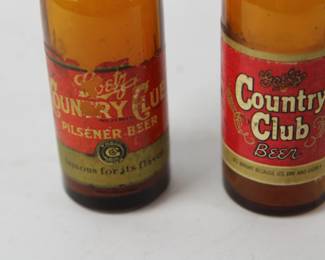 Goetz
COUNTRY CLUB
PILSENER BEER
famous for its flavor
Goetz
Country
Club
Beer